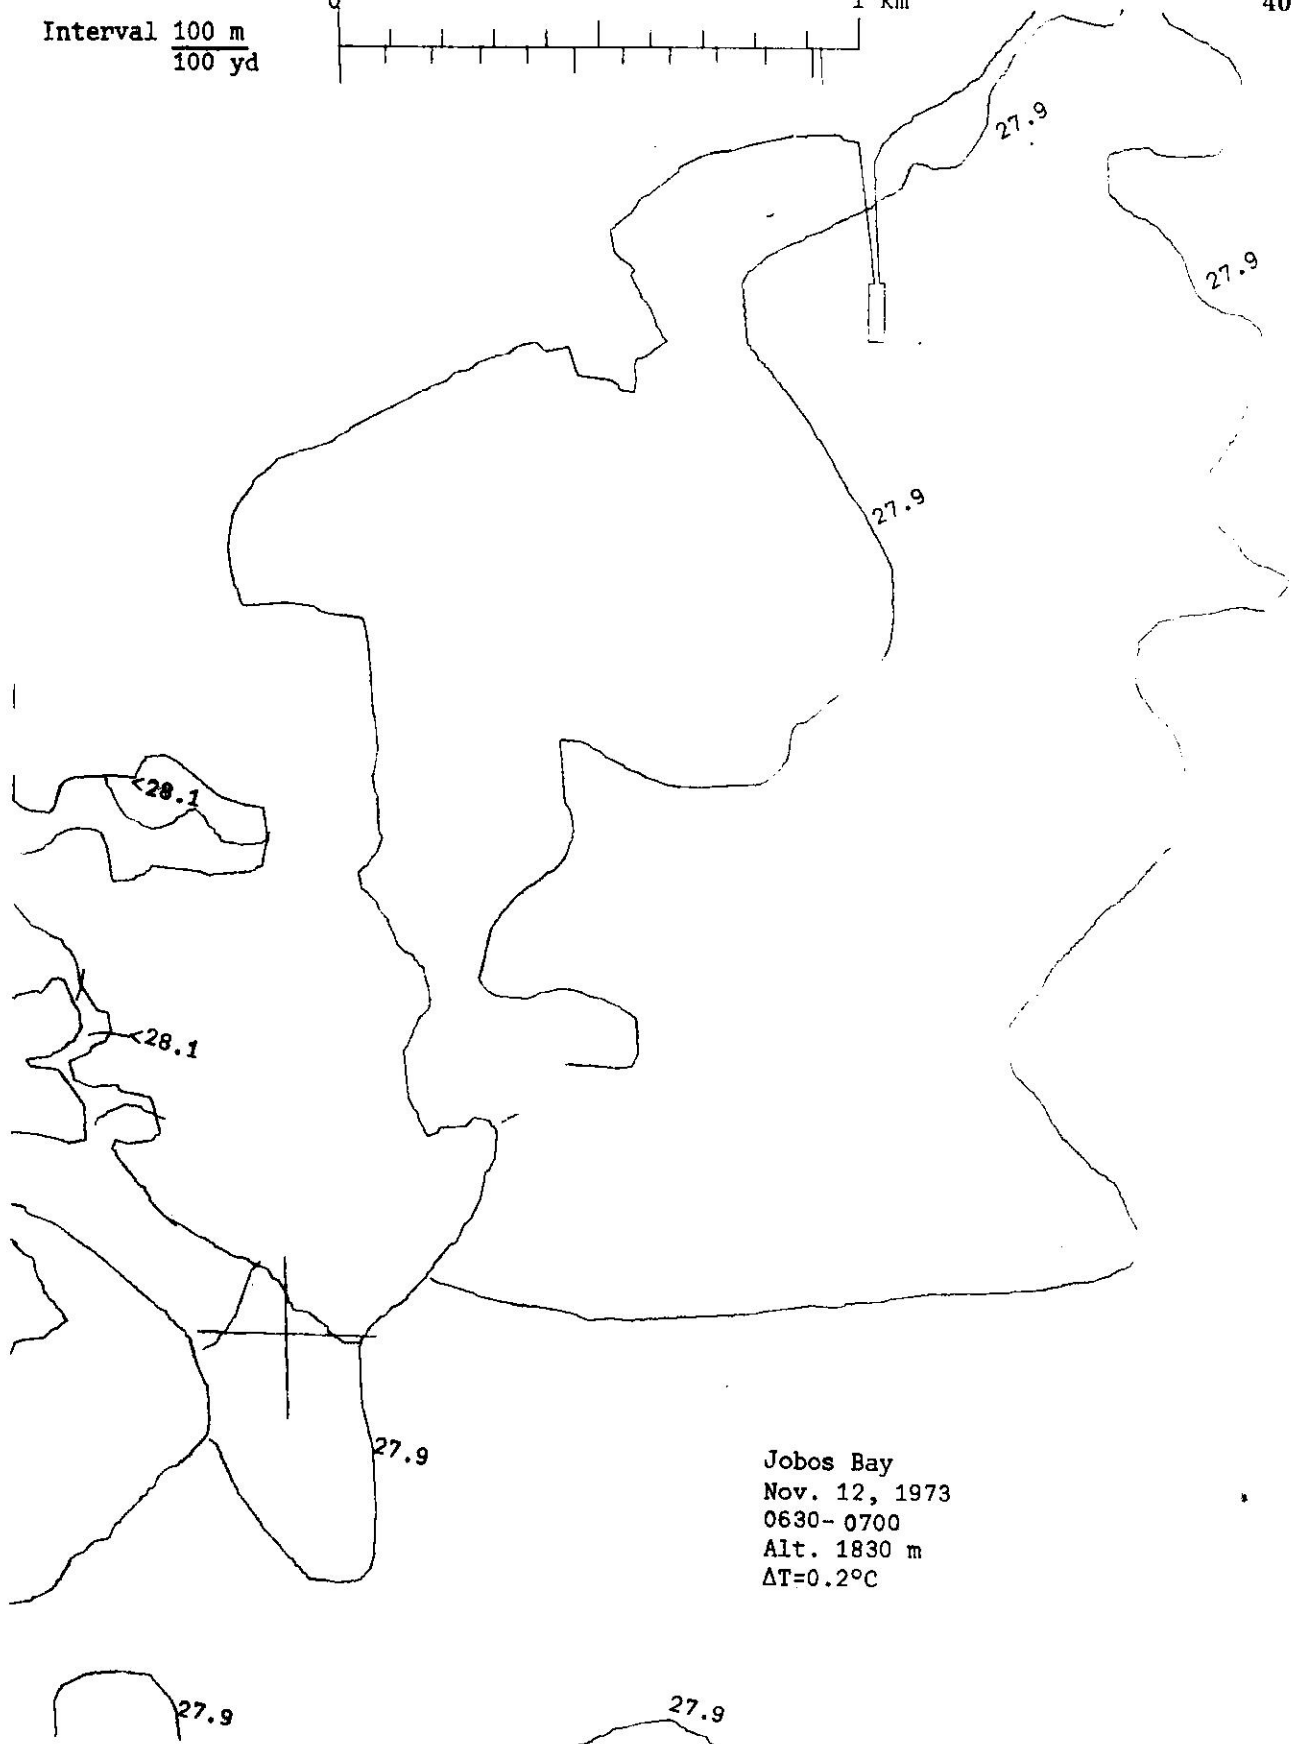 0 1 km 40
Interval 100 m
100 yd
27.9
27.9
27.9
<28.1
<28.1
27.9
Jobos Bay
Nov. 12, 1973
0630-0700
Alt. 1830 m
ΔT=0.2°C
27.9
27.9